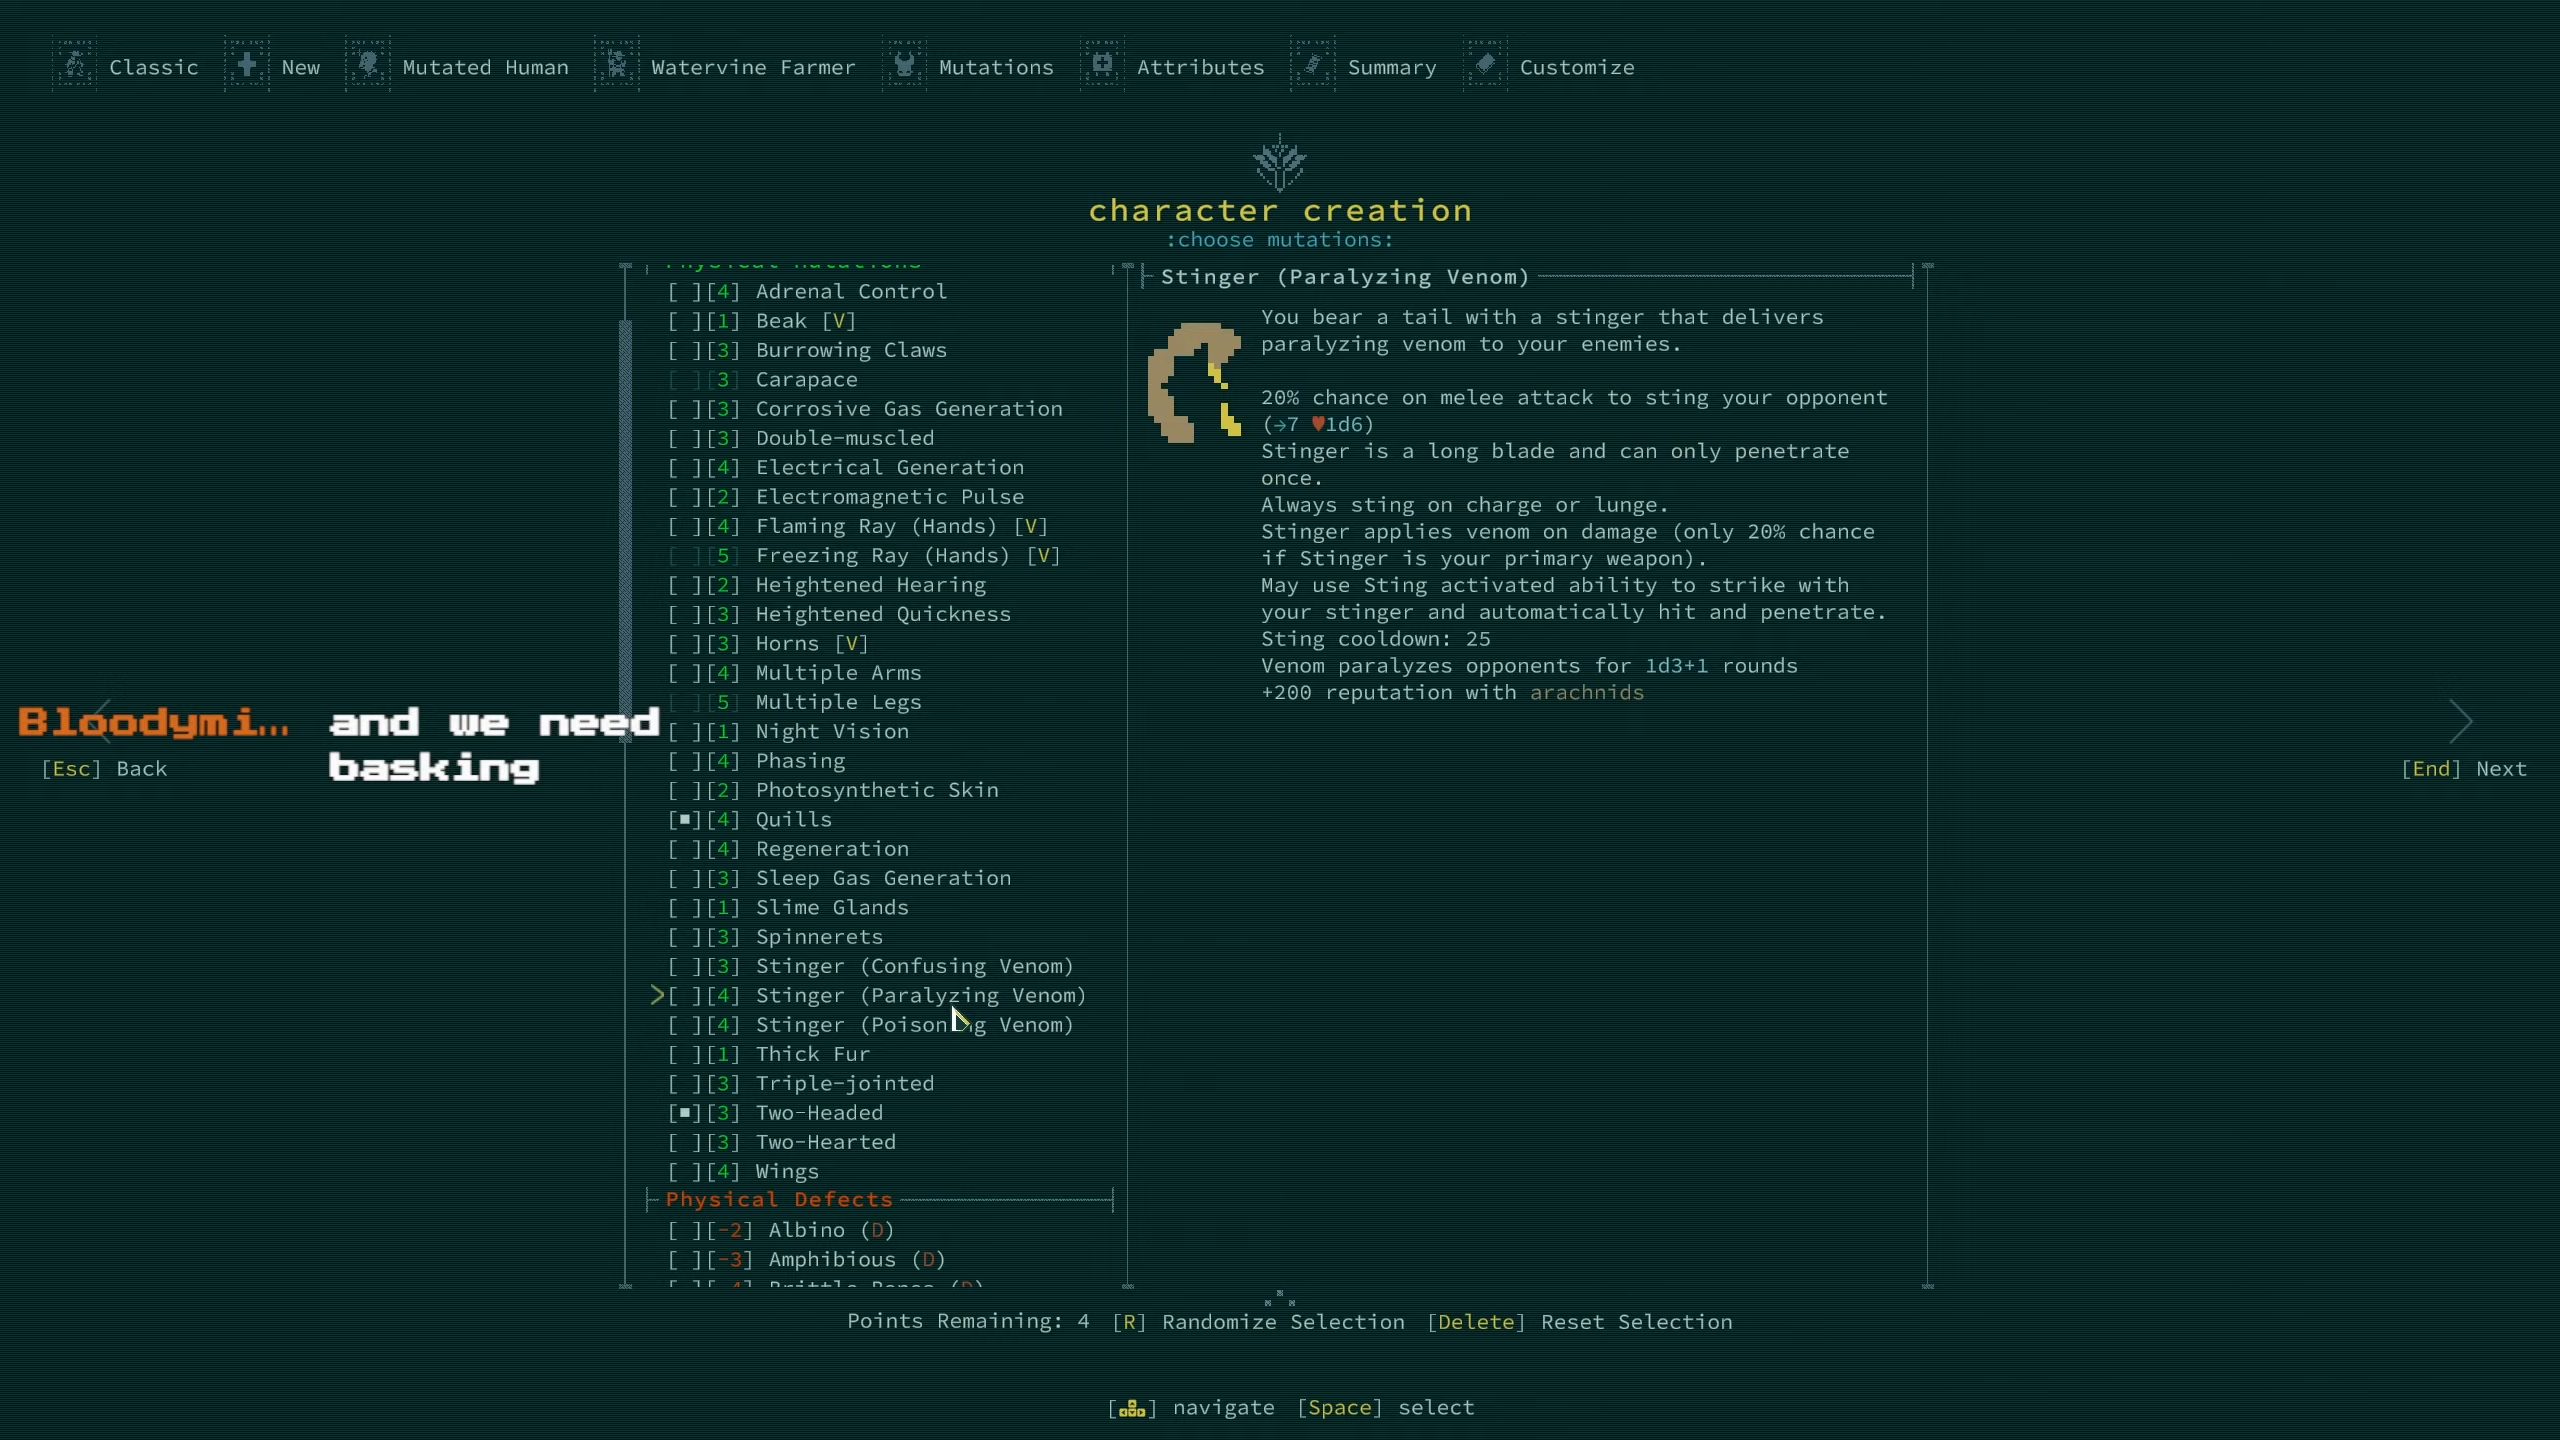 Classic New Mutated Human Watervine Farmer Mutations Attributes Summary Customize
character creation
:choose mutations:
Physical Mutations
[ ][4] Adrenal Control
[ ][1] Beak [V]
[ ][3] Burrowing Claws
[ ][3] Carapace
[ ][3] Corrosive Gas Generation
[ ][3] Double-muscled
[ ][4] Electrical Generation
[ ][2] Electromagnetic Pulse
[ ][4] Flaming Ray (Hands) [V]
[ ][5] Freezing Ray (Hands) [V]
[ ][2] Heightened Hearing
[ ][3] Heightened Quickness
[ ][3] Horns [V]
[ ][4] Multiple Arms
[ ][5] Multiple Legs
[ ][1] Night Vision
[ ][4] Phasing
[ ][2] Photosynthetic Skin
[■][4] Quills
[ ][4] Regeneration
[ ][3] Sleep Gas Generation
[ ][1] Slime Glands
[ ][3] Spinnerets
[ ][3] Stinger (Confusing Venom)
>[ ][4] Stinger (Paralyzing Venom)
[ ][4] Stinger (Poisoning Venom)
[ ][1] Thick Fur
[ ][3] Triple-jointed
[■][3] Two-Headed
[ ][3] Two-Hearted
[ ][4] Wings
Physical Defects
[ ][-2] Albino (D)
[ ][-3] Amphibious (D)
[ ][-4] Brittle Bones (D)
Stinger (Paralyzing Venom)
You bear a tail with a stinger that delivers
paralyzing venom to your enemies.
20% chance on melee attack to sting your opponent
(→7 ♥1d6)
Stinger is a long blade and can only penetrate
once.
Always sting on charge or lunge.
Stinger applies venom on damage (only 20% chance
if Stinger is your primary weapon).
May use Sting activated ability to strike with
your stinger and automatically hit and penetrate.
Sting cooldown: 25
Venom paralyzes opponents for 1d3+1 rounds
+200 reputation with arachnids
Bloodymi… and we need
basking
[Esc] Back
[End] Next
Points Remaining: 4 [R] Randomize Selection [Delete] Reset Selection
navigate [Space] select